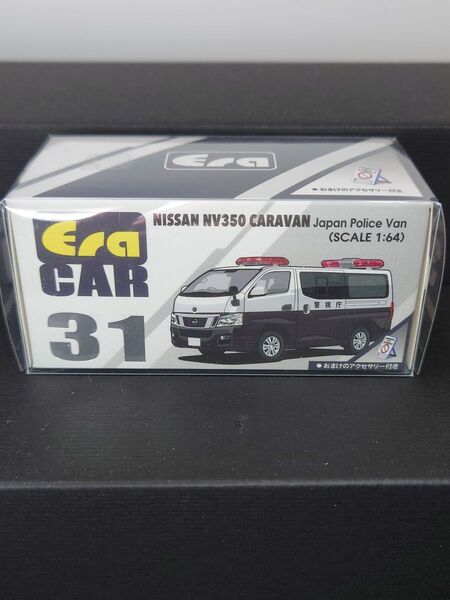 Era
● おまけのアクセサリー付き
Era
CAR
31
NISSAN NV350 CARAVAN Japan Police Van
(SCALE 1:64)
警視庁
● おまけのアクセサリー付き